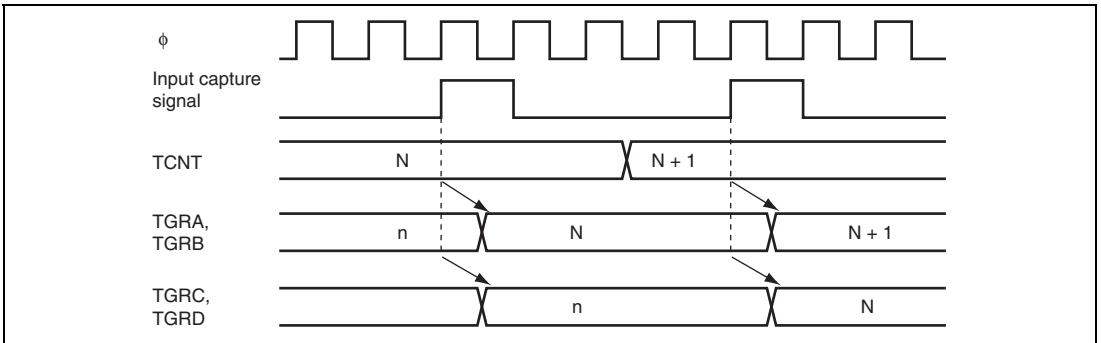 ϕ
Input capture
signal
TCNT
N
N + 1
TGRA,
TGRB
n
N
N + 1
TGRC,
TGRD
n
N